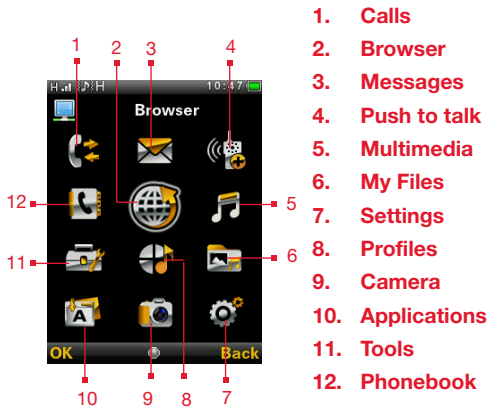 1 2 3 4
H H 10:47
Browser
12
5
11
6
A
OK Back
10 9 8 7
1. Calls
2. Browser
3. Messages
4. Push to talk
5. Multimedia
6. My Files
7. Settings
8. Profiles
9. Camera
10. Applications
11. Tools
12. Phonebook